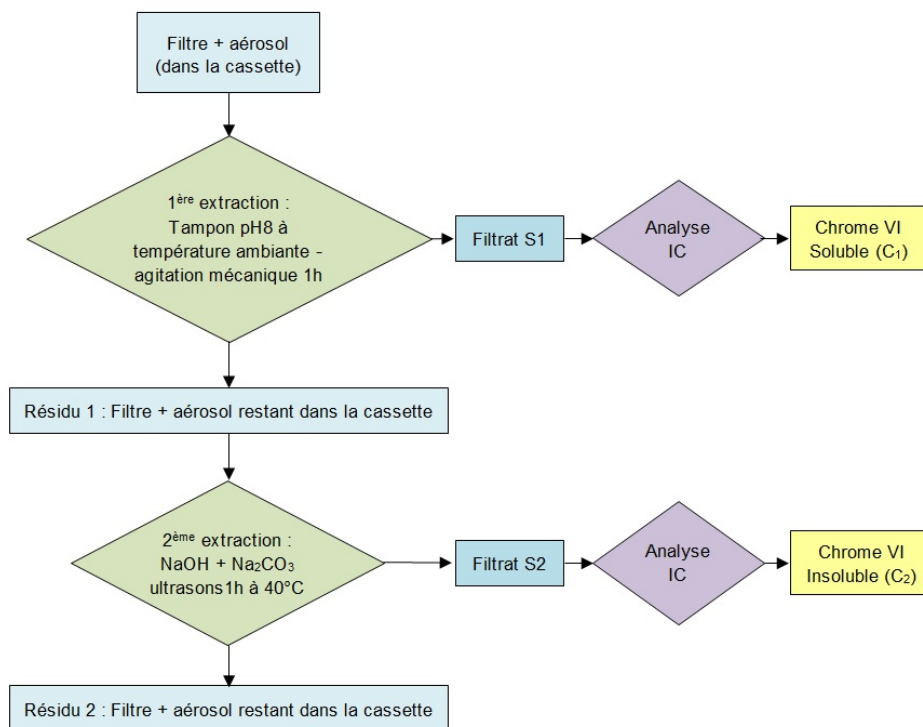 Filtre + aérosol
(dans la cassette)
1ère extraction :
Tampon pH8 à
température ambiante -
agitation mécanique 1h
Filtrat S1
Analyse
IC
Chrome VI
Soluble (C₁)
Résidu 1 : Filtre + aérosol restant dans la cassette
2ème extraction :
NaOH + Na₂CO₃
ultrasons1h à 40°C
Filtrat S2
Analyse
IC
Chrome VI
Insoluble (C₂)
Résidu 2 : Filtre + aérosol restant dans la cassette